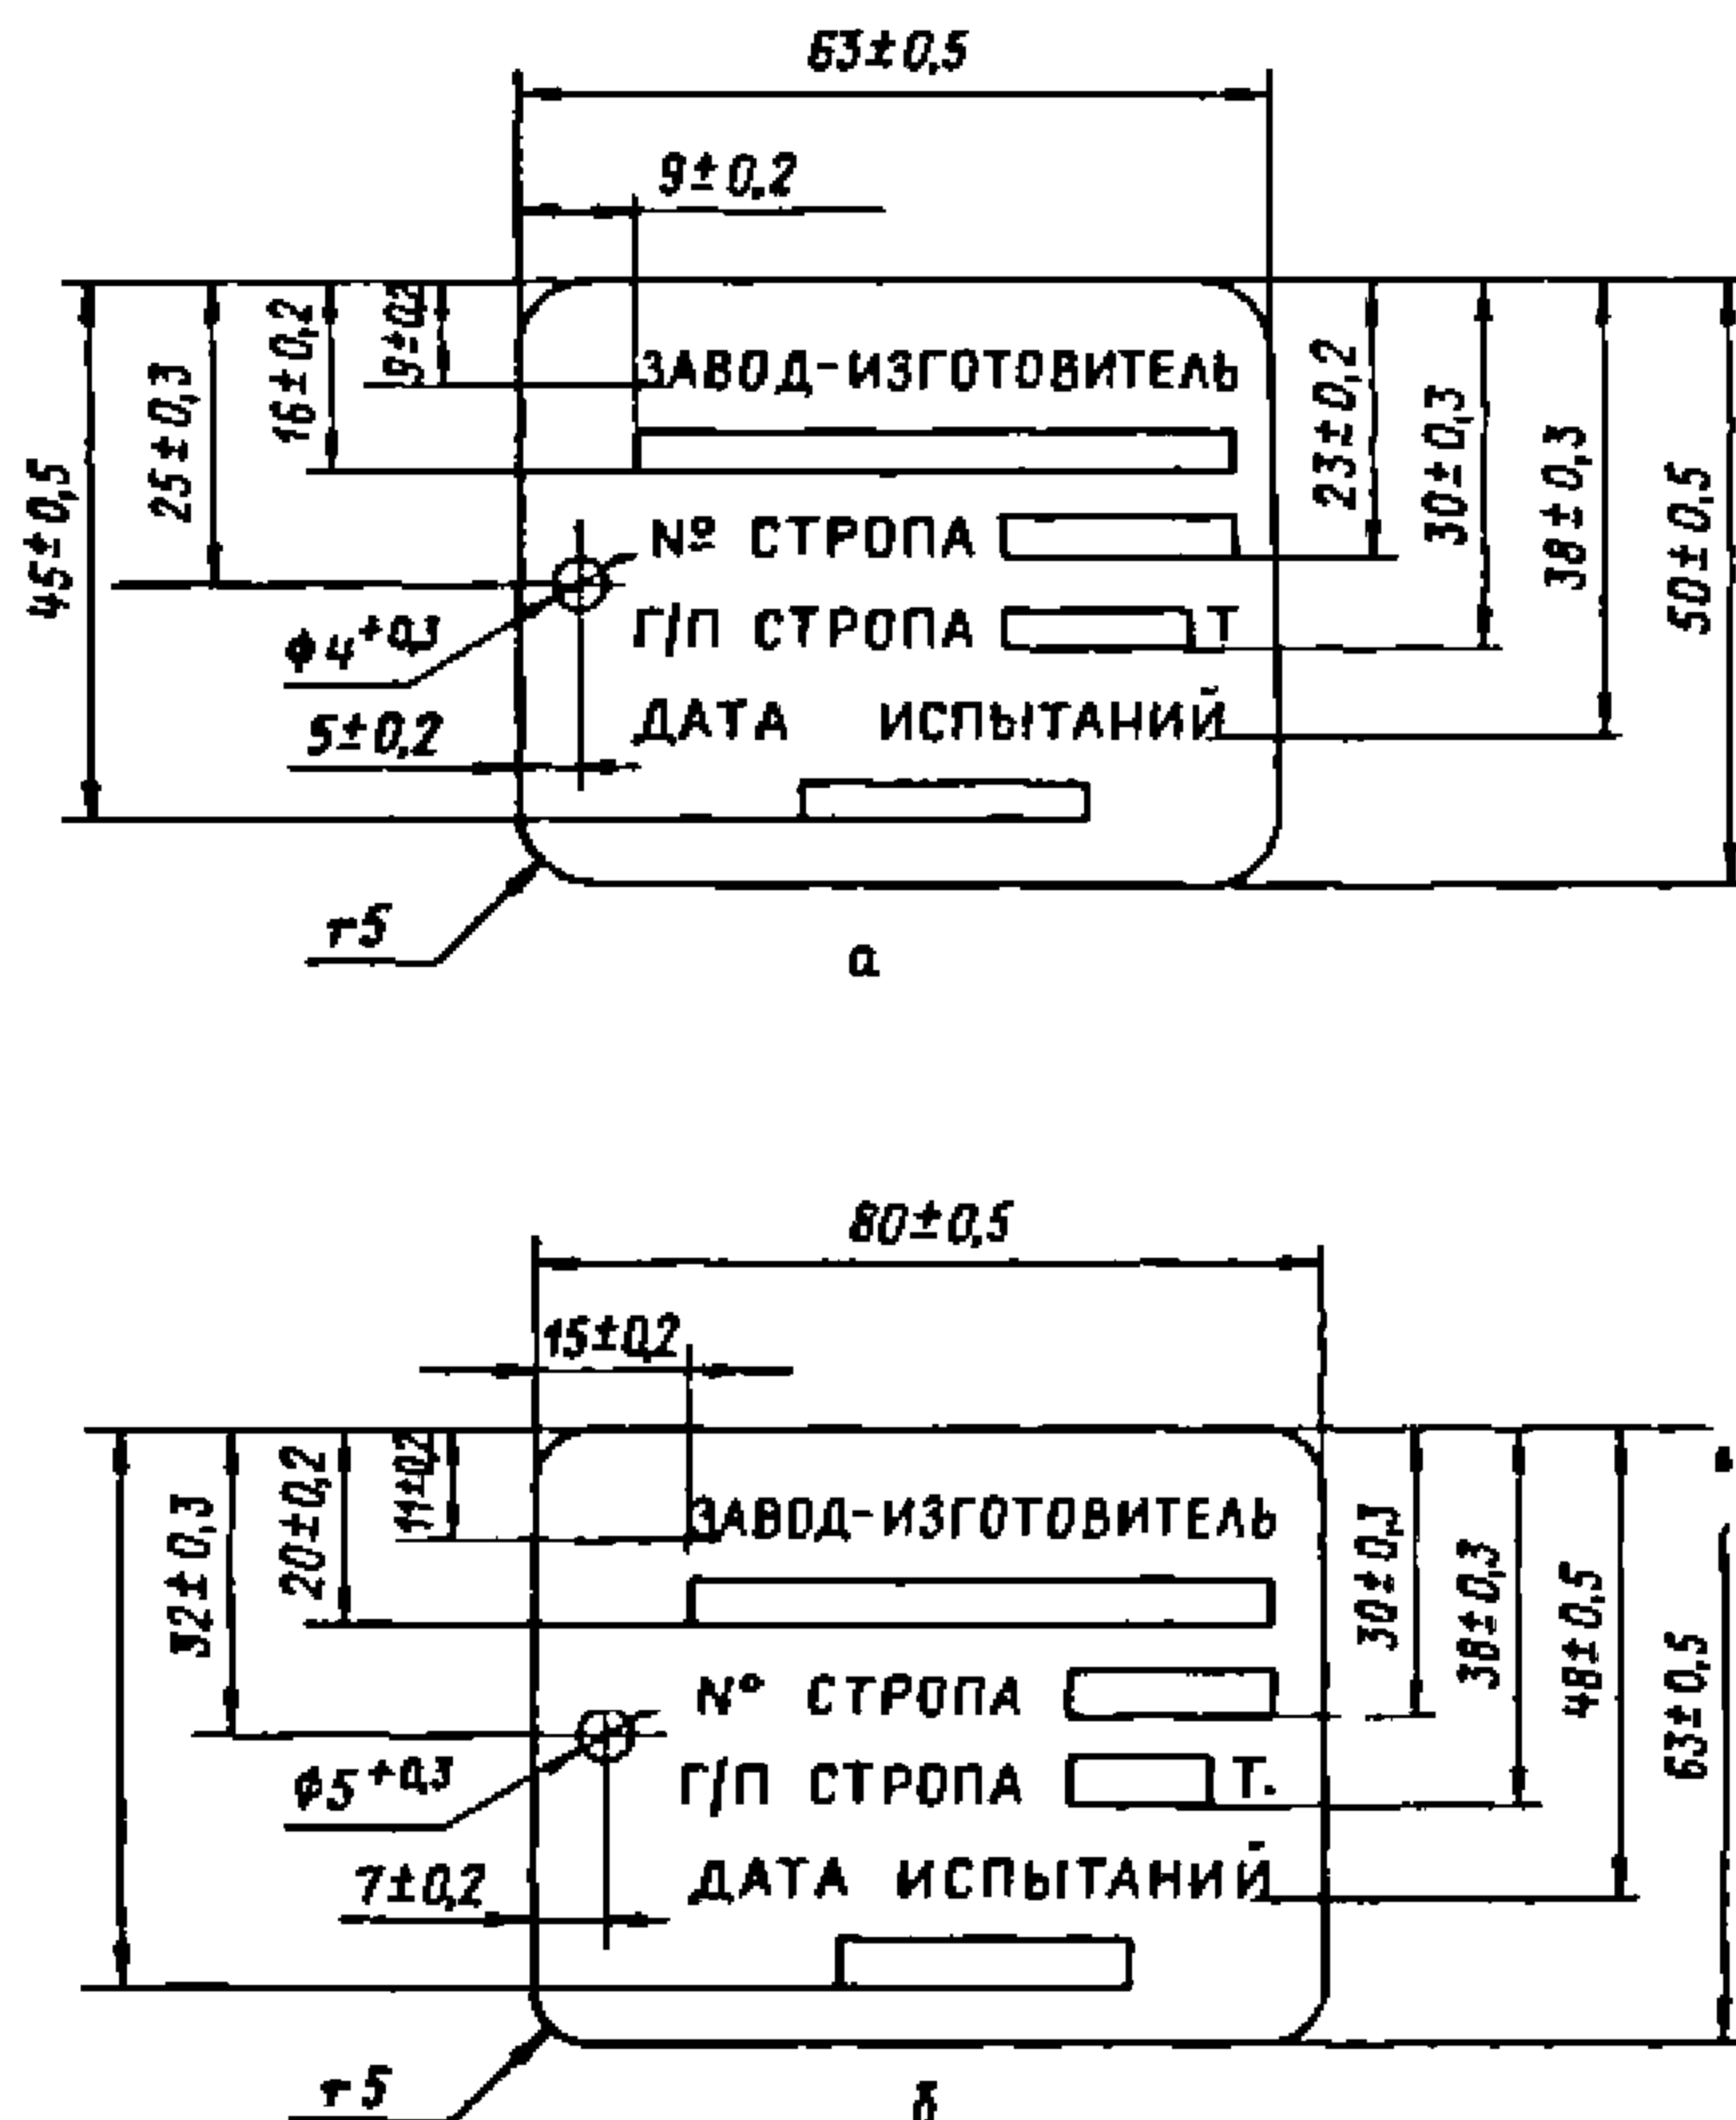 63±0,5
9±0,2
45±0,5
25±0,3
16±0,2
9±0,2
ЗАВОД-ИЗГОТОВИТЕЛЬ
№ СТРОПА
Г/П СТРОПА Т
ДАТА ИСПЫТАНИЙ
23±0,2
30±0,3
38±0,3
50±0,5
ϕ4+0,3
5±0,2
r5
а
80±0,5
15±0,2
32±0,3
20±0,2
11±0,2
ЗАВОД-ИЗГОТОВИТЕЛЬ
N° СТРОПА
Г/П СТРОПА Т.
ДАТА ИСПЫТАНИЙ
30±0,3
38±0,3
48±0,5
63±0,5
ϕ5+0,3
7±0,2
r5